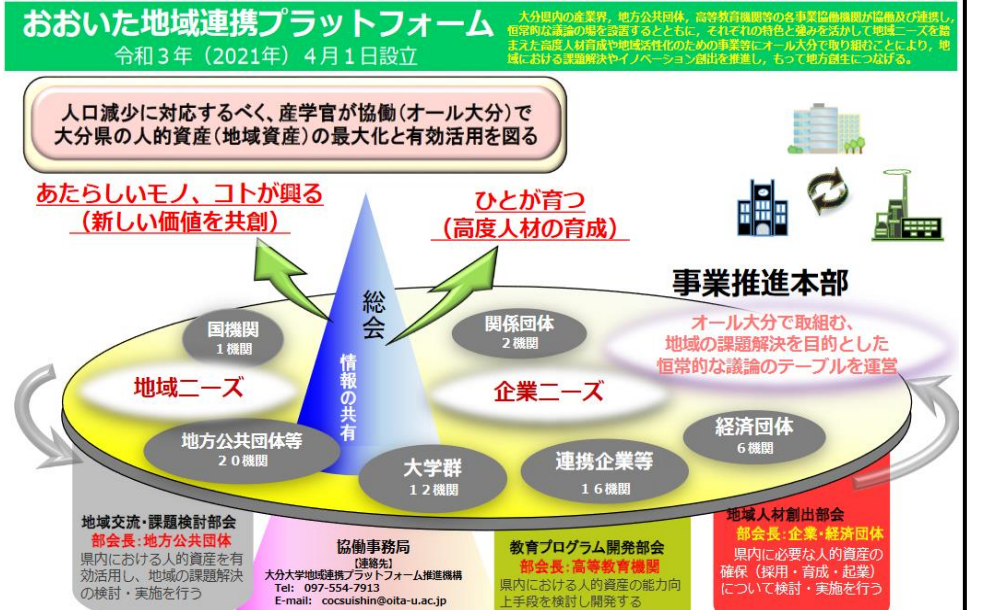 おおいた地域連携プラットフォーム
令和３年（2021年）４月１日設立
大分県内の産業界，地方公共団体，高等教育機関等の各事業協働機関が協働及び連携し，
恒常的な議論の場を設置するとともに，それぞれの特色と強みを活かして地域ニーズを踏
まえた高度人材育成や地域活性化のための事業等にオール大分で取り組むことにより，地
域における課題解決やイノベーション創出を推進し，もって地方創生につなげる。
人口減少に対応するべく、産学官が協働(オール大分)で
大分県の人的資産(地域資産)の最大化と有効活用を図る
あたらしいモノ、コトが興る
（新しい価値を共創）
ひとが育つ
（高度人材の育成）
総会
情報の共有
事業推進本部
オール大分で取組む、
地域の課題解決を目的とした
恒常的な議論のテーブルを運営
国機関
１機関
関係団体
２機関
地域ニーズ
企業ニーズ
地方公共団体等
２０機関
大学群
１２機関
連携企業等
１６機関
経済団体
６機関
地域交流・課題検討部会
部会長：地方公共団体
県内における人的資産を有
効活用し、地域の課題解決
の検討・実施を行う
協働事務局
【連絡先】
大分大学地域連携プラットフォーム推進機構
Tel: 097-554-7913
E-mail: cocsuishin@oita-u.ac.jp
教育プログラム開発部会
部会長：高等教育機関
県内における人的資産の能力向
上手段を検討し開発する
地域人材創出部会
部会長：企業・経済団体
県内に必要な人的資産の
確保（採用・育成・起業）
について検討・実施を行う